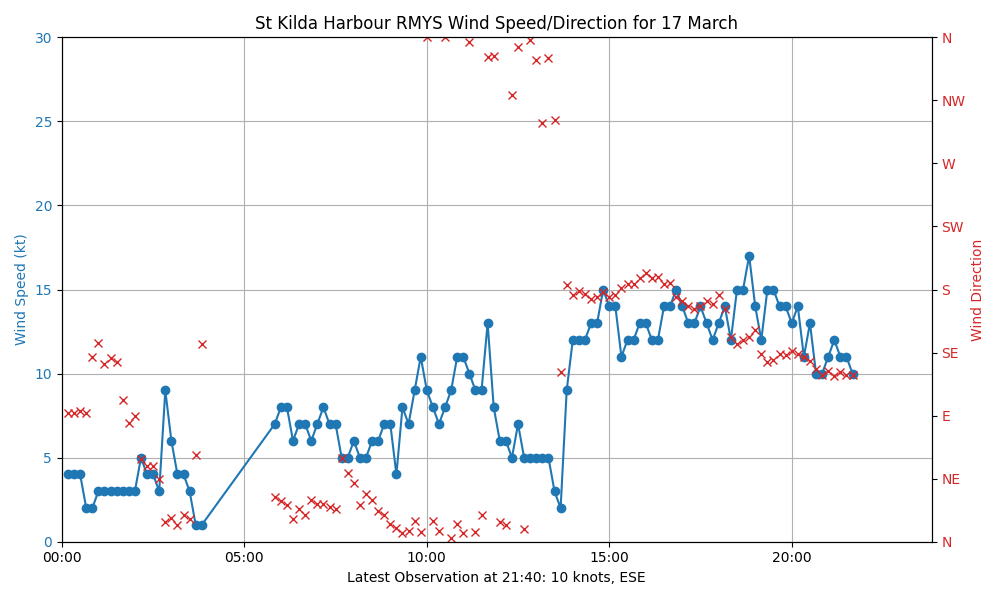 St Kilda Harbour RMYS Wind Speed/Direction for 17 March
Wind Speed (kt)
30
25
20
15
10
5
0
00:00 05:00 10:00 15:00 20:00
Latest Observation at 21:40: 10 knots, ESE
N
NW
W
SW
S
SE
E
NE
N
Wind Direction